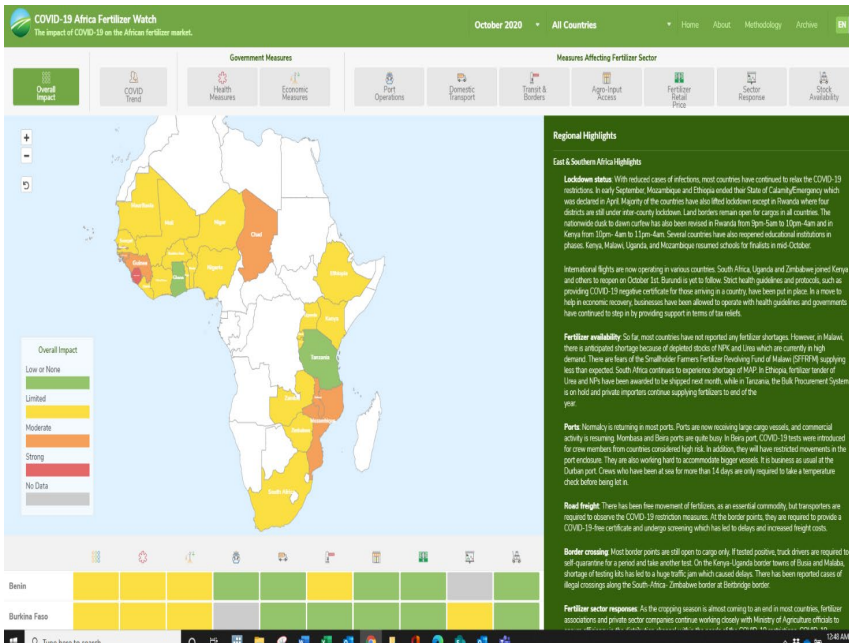 COVID-19 Africa Fertilizer Watch
The impact of COVID-19 on the African fertilizer market.
October 2020
All Countries
Home
About
Methodology
Archive
EN
Government Measures
Measures Affecting Fertilizer Sector
Overall
Impact
COVID
Trend
Health
Measures
Economic
Measures
Port
Operations
Domestic
Transport
Transit &
Borders
Agro-Input
Access
Fertilizer
Retail
Price
Sector
Response
Stock
Availability
+
−
Mauritania
Mali
Niger
Chad
Guinea
Ghana
Nigeria
Ethiopia
Uganda
Kenya
Tanzania
Zambia
Mozambique
Zimbabwe
South Africa
Overall Impact
Low or None
Limited
Moderate
Strong
No Data
Regional Highlights
East & Southern Africa Highlights
Lockdown status: With reduced cases of infections, most countries have continued to relax the COVID-19
restrictions. In early September, Mozambique and Ethiopia ended their State of Calamity/Emergency which
was declared in April. Majority of the countries have also lifted lockdown except in Rwanda where four
districts are still under inter-county lockdown. Land borders remain open for cargos in all countries. The
nationwide dusk to dawn curfew has also been revised in Rwanda from 9pm-5am to 10pm-4am and in
Kenya from 10pm- 4am to 11pm-4am. Several countries have also reopened educational institutions in
phases. Kenya, Malawi, Uganda, and Mozambique resumed schools for finalists in mid-October.
International flights are now operating in various countries. South Africa, Uganda and Zimbabwe joined Kenya
and others to reopen on October 1st. Burundi is yet to follow. Strict health guidelines and protocols, such as
providing COVID-19 negative certificate for those arriving in a country, have been put in place. In a move to
help in economic recovery, businesses have been allowed to operate with health guidelines and governments
have continued to step in by providing support in terms of tax reliefs.
Fertilizer availability: So far, most countries have not reported any fertilizer shortages. However, in Malawi,
there is anticipated shortage because of depleted stocks of NPK and Urea which are currently in high
demand. There are fears of the Smallholder Farmers Fertilizer Revolving Fund of Malawi (SFFRFM) supplying
less than expected. South Africa continues to experience shortage of MAP. In Ethiopia, fertilizer tender of
Urea and NPs have been awarded to be shipped next month, while in Tanzania, the Bulk Procurement System
is on hold and private importers continue supplying fertilizers to end of the
year.
Ports: Normalcy is returning in most ports. Ports are now receiving large cargo vessels, and commercial
activity is resuming. Mombasa and Beira ports are quite busy. In Beira port, COVID-19 tests were introduced
for crew members from countries considered high risk. In addition, they will have restricted movements in the
port enclosure. They are also working hard to accommodate bigger vessels. It is business as usual at the
Durban port. Crews who have been at sea for more than 14 days are only required to take a temperature
check before being let in.
Road freight: There has been free movement of fertilizers, as an essential commodity, but transporters are
required to observe the COVID-19 restriction measures. At the border points, they are required to provide a
COVID-19-free certificate and undergo screening which has led to delays and increased freight costs.
Border crossing: Most border points are still open to cargo only. If tested positive, truck drivers are required to
self-quarantine for a period and take another test. On the Kenya-Uganda border towns of Busia and Malaba,
shortage of testing kits has led to a huge traffic jam which caused delays. There has been reported cases of
illegal crossings along the South-Africa- Zimbabwe border at Beitbridge border.
Fertilizer sector responses: As the cropping season is almost coming to an end in most countries, fertilizer
associations and private sector companies continue working closely with Ministry of Agriculture officials to
Benin
Burkina Faso
Type here to search
12:48 AM